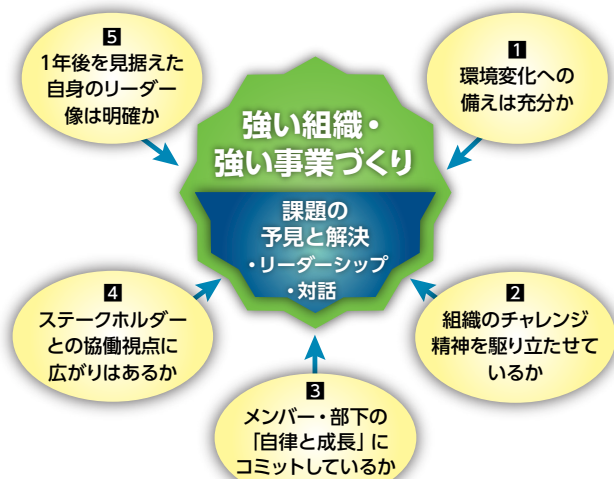 強い組織・
強い事業づくり
課題の
予見と解決
・リーダーシップ
・対話
1
環境変化への
備えは充分か
2
組織のチャレンジ
精神を駆り立たせて
いるか
3
メンバー・部下の
「自律と成長」に
コミットしているか
4
ステークホルダー
との協働視点に
広がりはあるか
5
1年後を見据えた
自身のリーダー
像は明確か